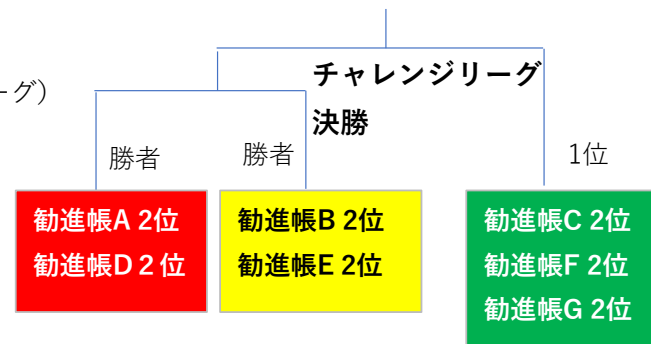 チャレンジリーグ
ーグ)
決勝
勝者
勝者
1位
勧進帳A 2位
勧進帳D 2 位
勧進帳B 2位
勧進帳E 2位
勧進帳C 2位
勧進帳F 2位
勧進帳G 2位